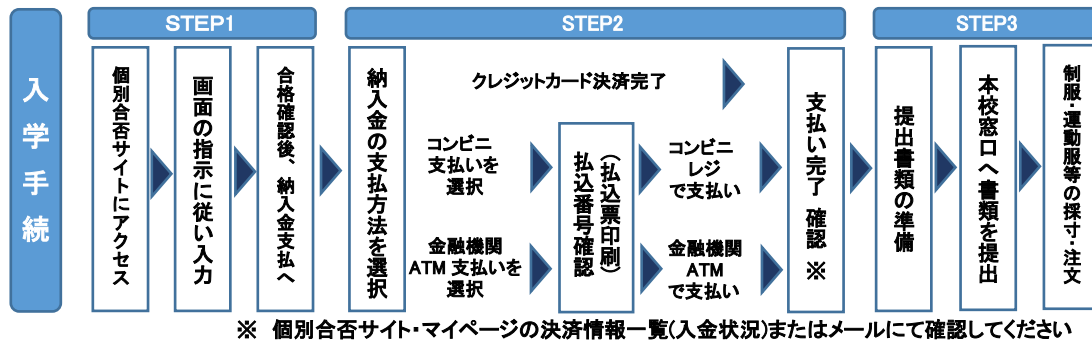 入学手続
STEP1
個別合否サイトにアクセス
画面の指示に従い入力
合格確認後、納入金支払へ
STEP2
納入金の支払方法を選択
クレジットカード決済完了
コンビニ
支払いを
選択
金融機関
ATM 支払いを
選択
(払込票印刷)
払込番号確認
コンビニ
レジ
で支払い
金融機関
ATM
で支払い
支払い完了 確認 ※
STEP3
提出書類の準備
本校窓口へ書類を提出
制服・運動服等の採寸・注文
※ 個別合否サイト・マイページの決済情報一覧(入金状況)またはメールにて確認してください